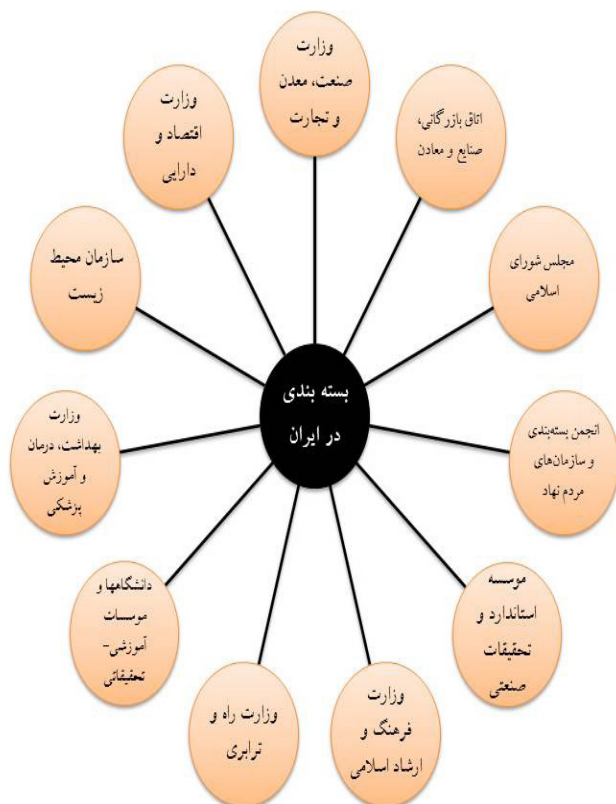 وزارت
صنعت، معدن
و تجارت
اتاق بازرگانی،
صنایع و معادن
مجلس شورای
اسلامی
انجمن بسته‌بندی
و سازمان‌های
مردم نهاد
موسسه
استاندارد و
تحقیقات
صنعتی
وزارت
فرهنگ و
ارشاد اسلامی
وزارت راه و
ترابری
دانشگاهها و
موسسات
آموزشی-
تحقیقاتی
وزارت
بهداشت، درمان
و آموزش
پزشکی
سازمان محیط
زیست
وزارت
اقتصاد و
دارایی
بسته بندی
در ایران